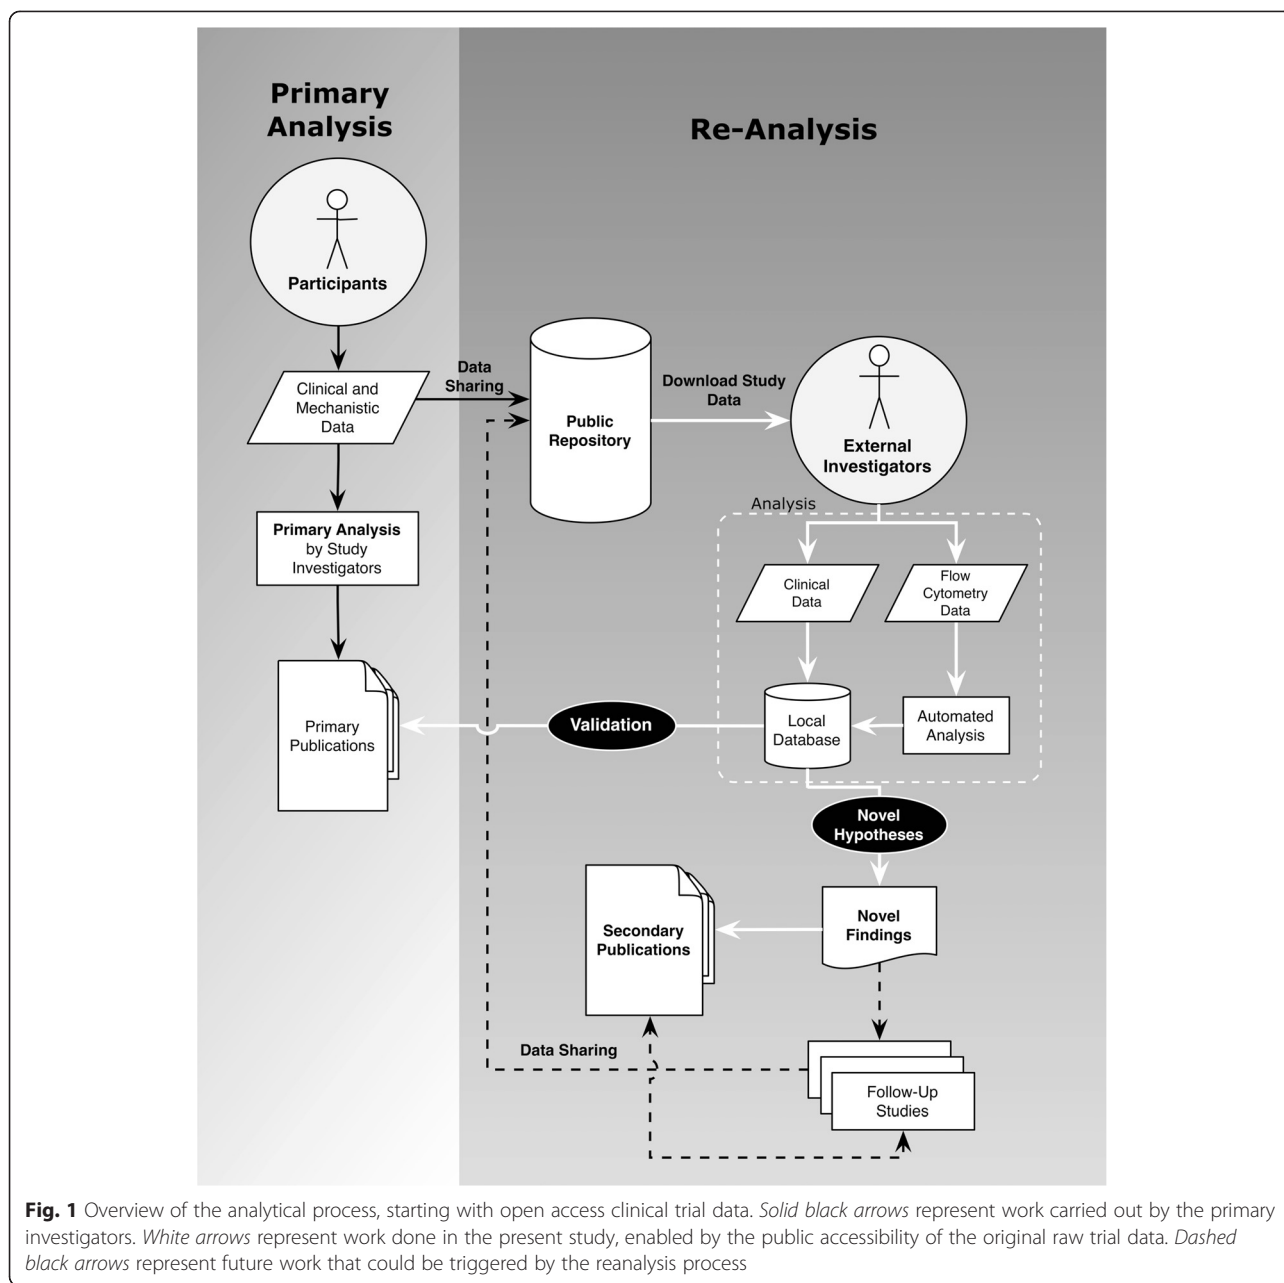 Primary
Analysis
Re-Analysis
Participants
Clinical and
Mechanistic
Data
Data
Sharing
Public
Repository
Download Study
Data
External
Investigators
Primary Analysis
by Study
Investigators
Analysis
Clinical
Data
Flow
Cytometry
Data
Primary
Publications
Validation
Local
Database
Automated
Analysis
Novel
Hypotheses
Secondary
Publications
Novel
Findings
Data Sharing
Follow-Up
Studies
Fig. 1 Overview of the analytical process, starting with open access clinical trial data. Solid black arrows represent work carried out by the primary
investigators. White arrows represent work done in the present study, enabled by the public accessibility of the original raw trial data. Dashed
black arrows represent future work that could be triggered by the reanalysis process